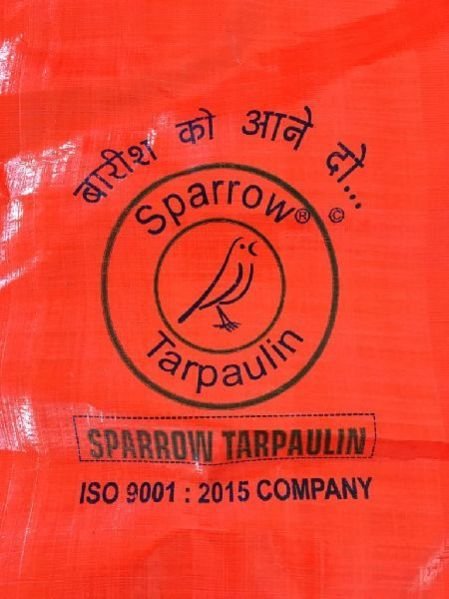 बारीश को आने दो...
Sparrow® ©
Tarpaulin
SPARROW TARPAULIN
ISO 9001 : 2015 COMPANY